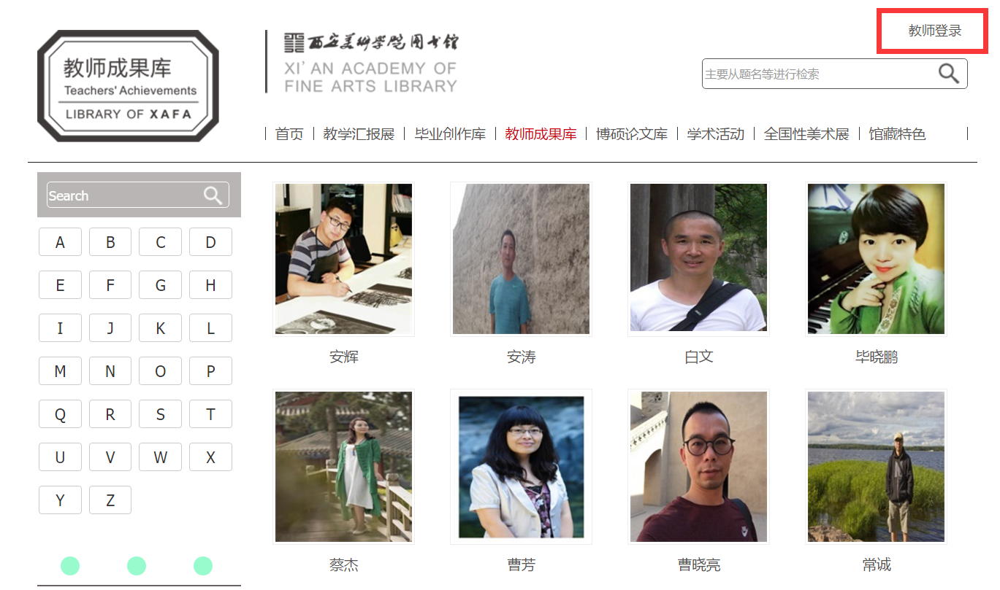 教师登录
教师成果库
Teachers' Achievements
LIBRARY OF XAFA
西安美术学院图书馆
XI'AN ACADEMY OF
FINE ARTS LIBRARY
主要从题名等进行检索
首页 教学汇报展 毕业创作库 教师成果库 博硕论文库 学术活动 全国性美术展 馆藏特色
Search
A B C D
E F G H
I J K L
M N O P
Q R S T
U V W X
Y Z
安辉 安涛 白文 毕晓鹏
蔡杰 曹芳 曹晓亮 常诚